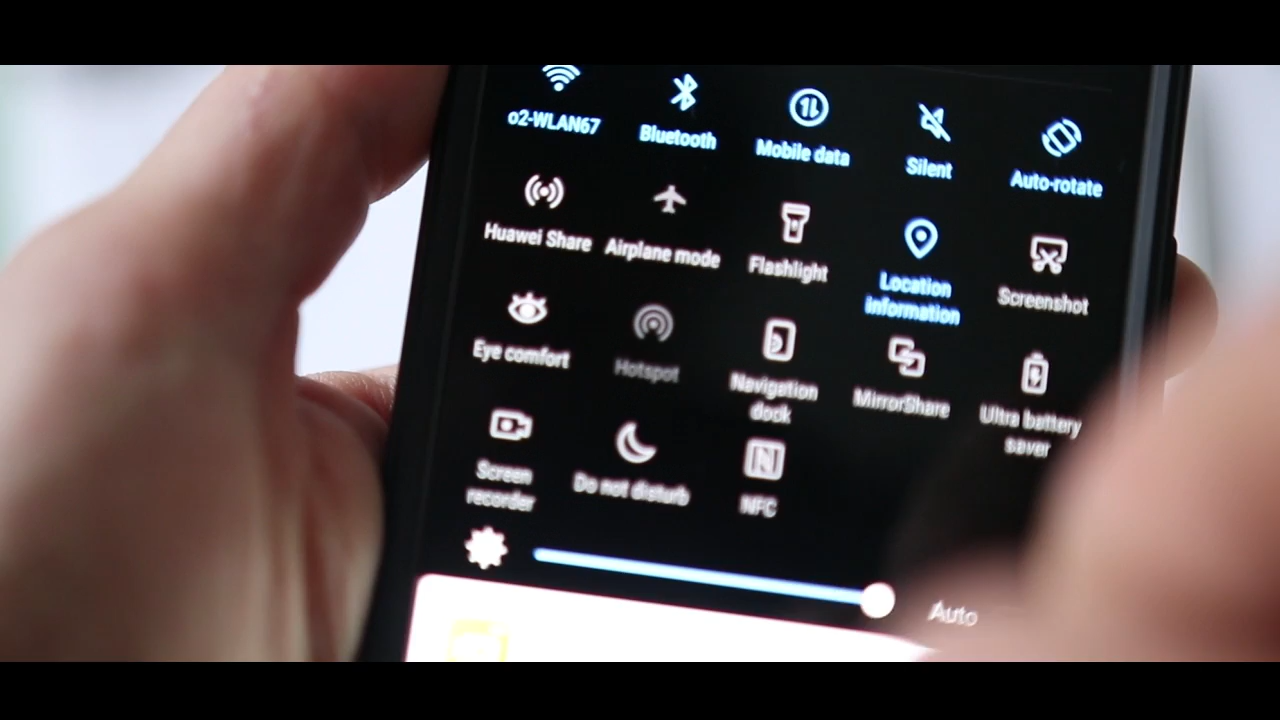 o2-WLAN67
Bluetooth
Mobile data
Silent
Auto-rotate
Huawei Share
Airplane mode
Flashlight
Location
information
Screenshot
Eye comfort
Hotspot
Navigation
dock
MirrorShare
Ultra battery
saver
Screen
recorder
Do not disturb
NFC
Auto